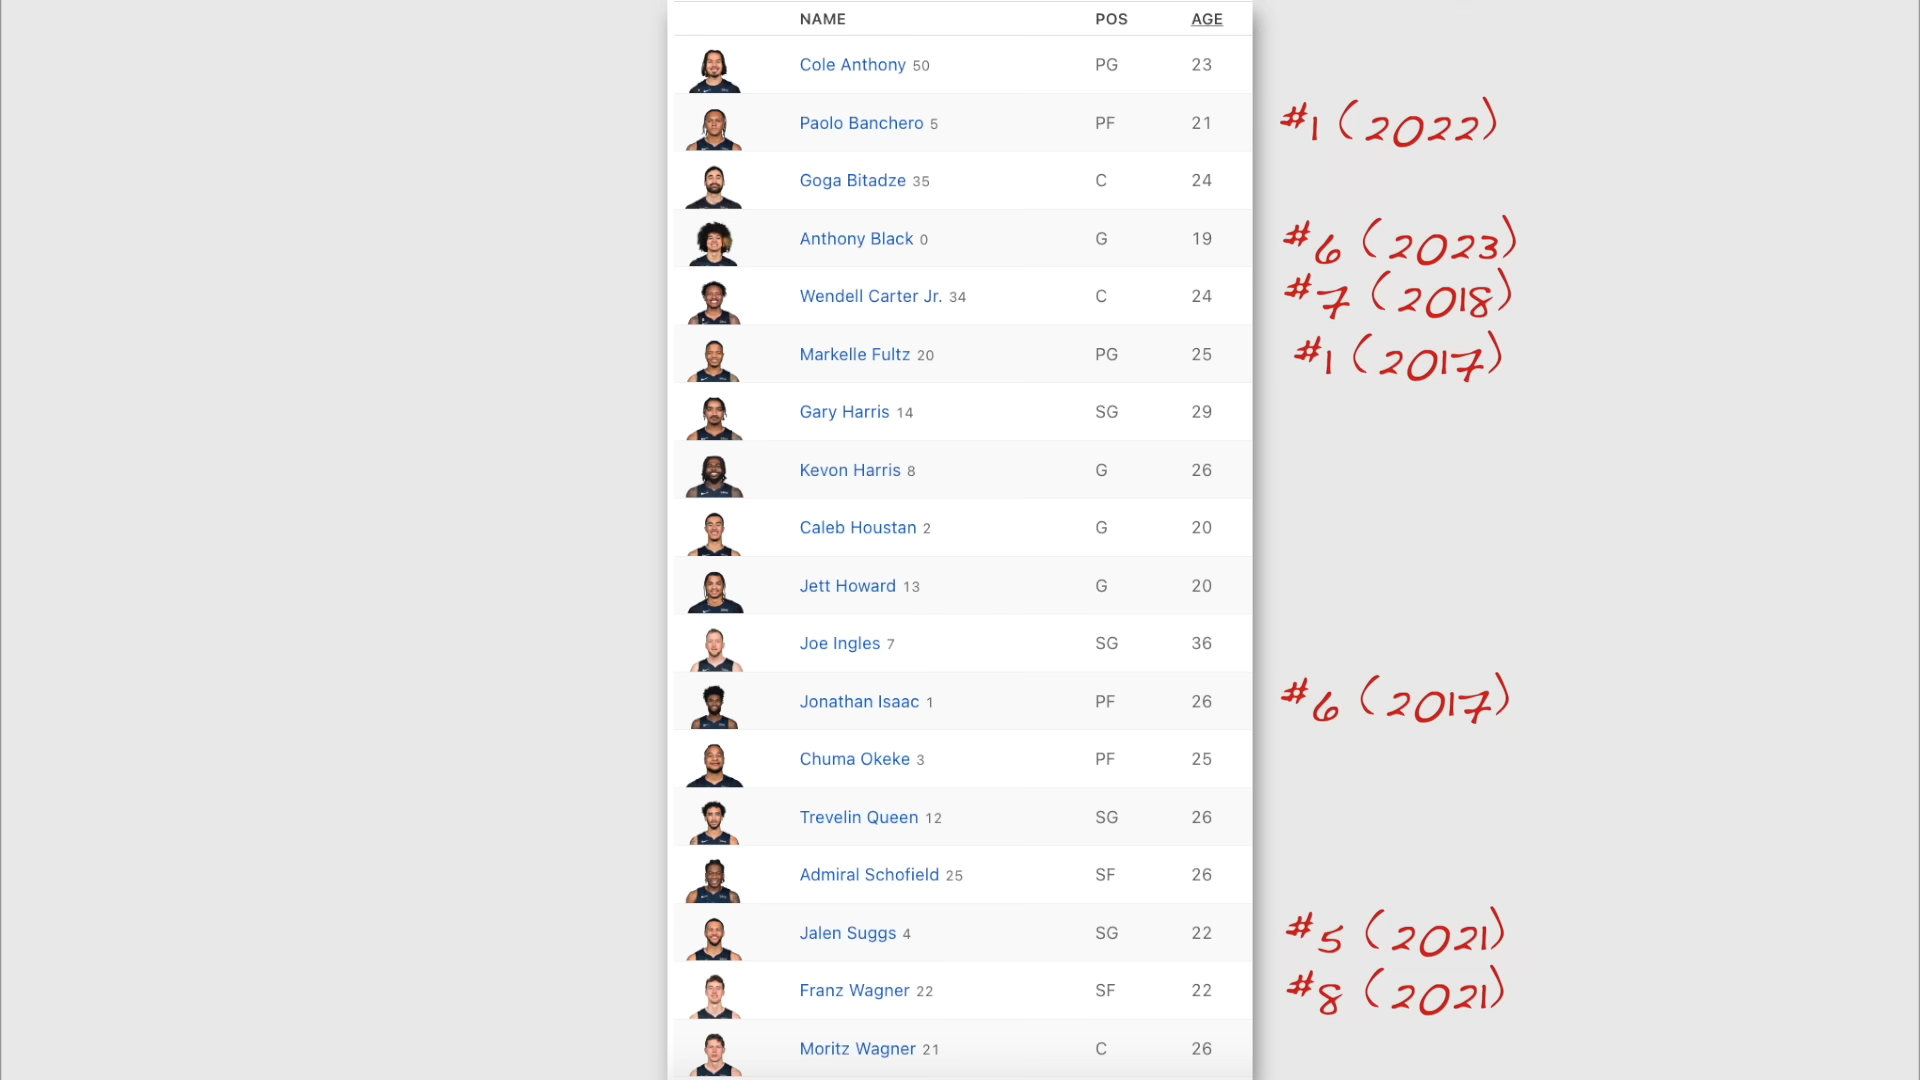 NAME POS AGE
Cole Anthony 50 PG 23
Paolo Banchero 5 PF 21 #1 (2022)
Goga Bitadze 35 C 24
Anthony Black 0 G 19 #6 (2023)
Wendell Carter Jr. 34 C 24 #7 (2018)
Markelle Fultz 20 PG 25 #1 (2017)
Gary Harris 14 SG 29
Kevon Harris 8 G 26
Caleb Houstan 2 G 20
Jett Howard 13 G 20
Joe Ingles 7 SG 36
Jonathan Isaac 1 PF 26 #6 (2017)
Chuma Okeke 3 PF 25
Trevelin Queen 12 SG 26
Admiral Schofield 25 SF 26
Jalen Suggs 4 SG 22 #5 (2021)
Franz Wagner 22 SF 22 #8 (2021)
Moritz Wagner 21 C 26